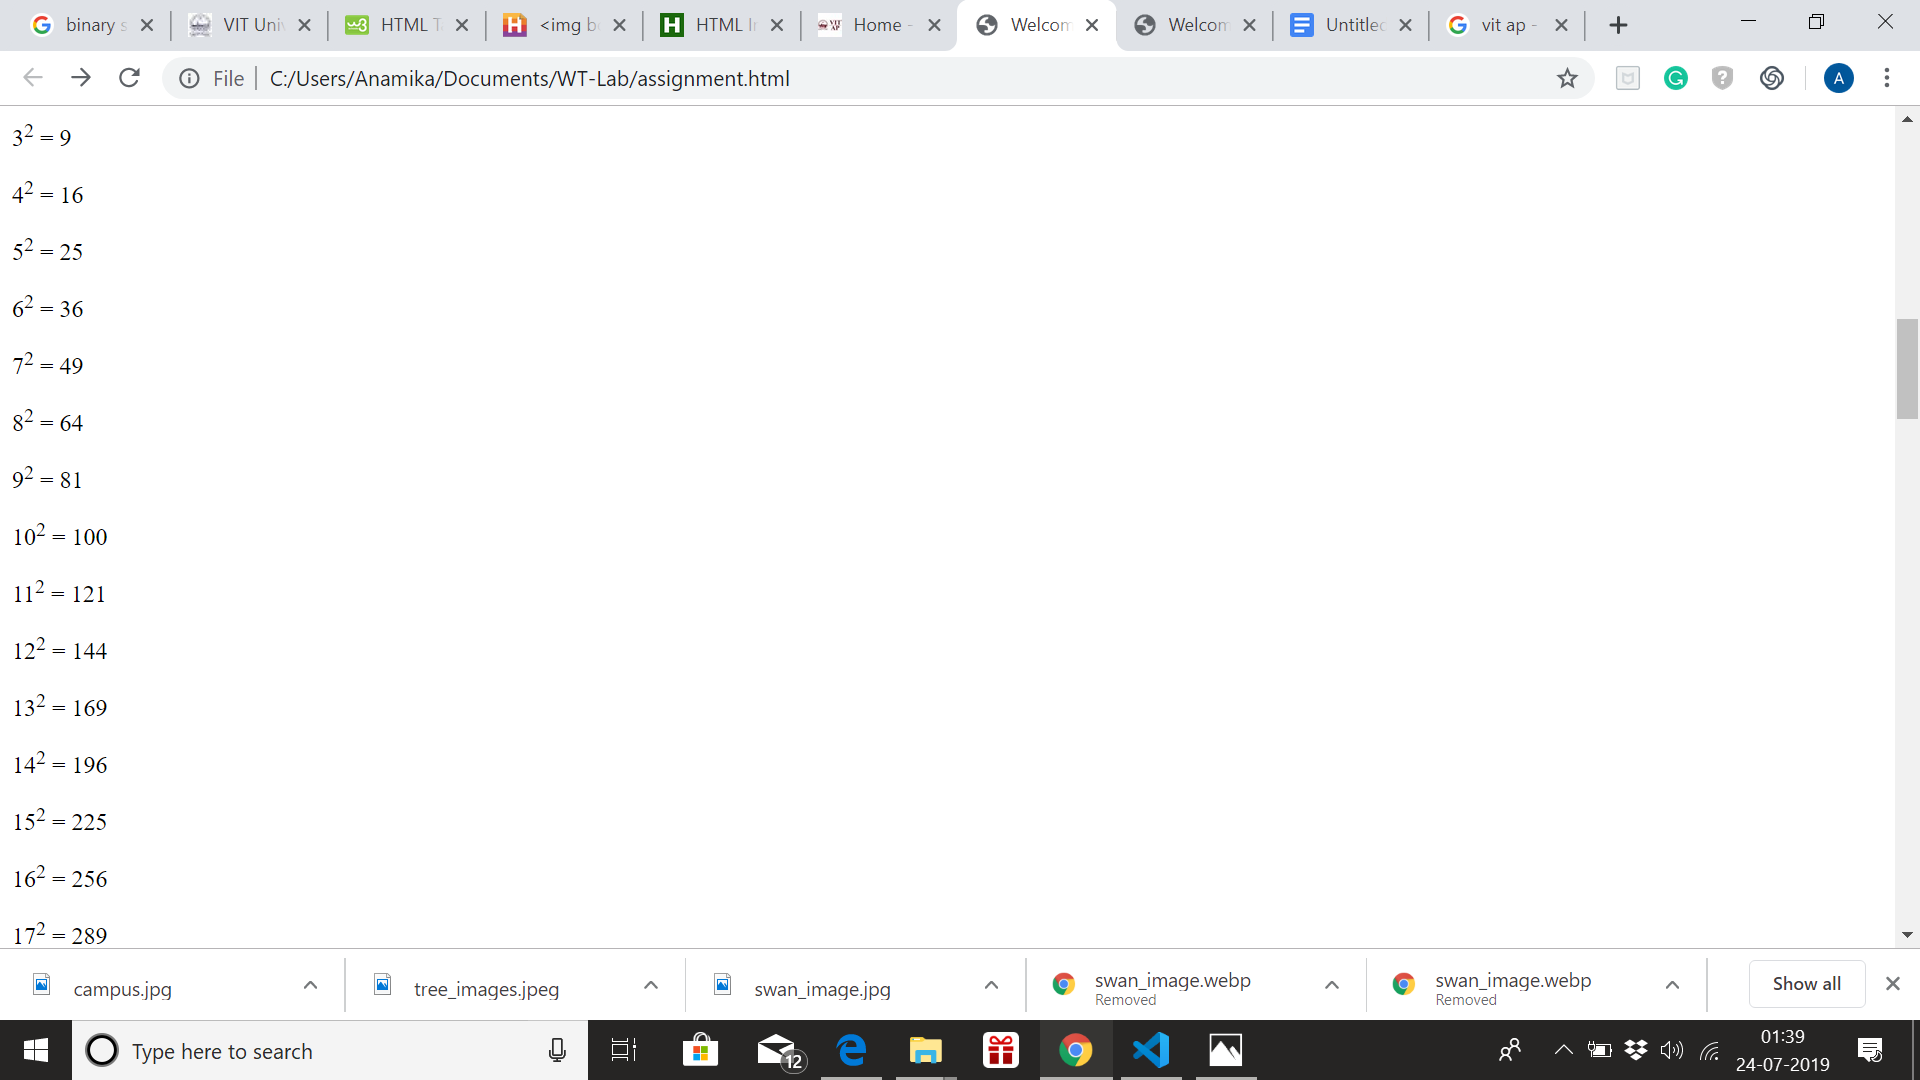 binary s VIT Univ HTML T <img b HTML I Home - Welcom Welcom Untitled vit ap -
File C:/Users/Anamika/Documents/WT-Lab/assignment.html A
3² = 9
4² = 16
5² = 25
6² = 36
7² = 49
8² = 64
9² = 81
10² = 100
11² = 121
12² = 144
13² = 169
14² = 196
15² = 225
16² = 256
17² = 289
campus.jpg tree_images.jpeg swan_image.jpg swan_image.webp swan_image.webp Show all
Removed Removed
Type here to search 12 01:39
24-07-2019